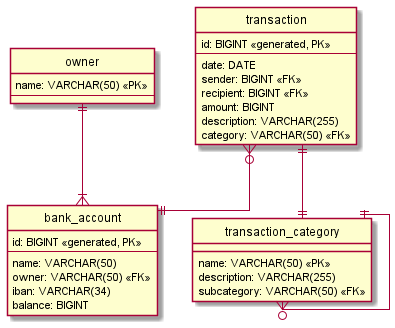 transaction
id: BIGINT «generated, PK»
date: DATE
sender: BIGINT «FK»
recipient: BIGINT «FK»
amount: BIGINT
description: VARCHAR(255)
category: VARCHAR(50) «FK»
owner
name: VARCHAR(50) «PK»
bank_account
id: BIGINT «generated, PK»
name: VARCHAR(50)
owner: VARCHAR(50) «FK»
iban: VARCHAR(34)
balance: BIGINT
transaction_category
name: VARCHAR(50) «PK»
description: VARCHAR(255)
subcategory: VARCHAR(50) «FK»